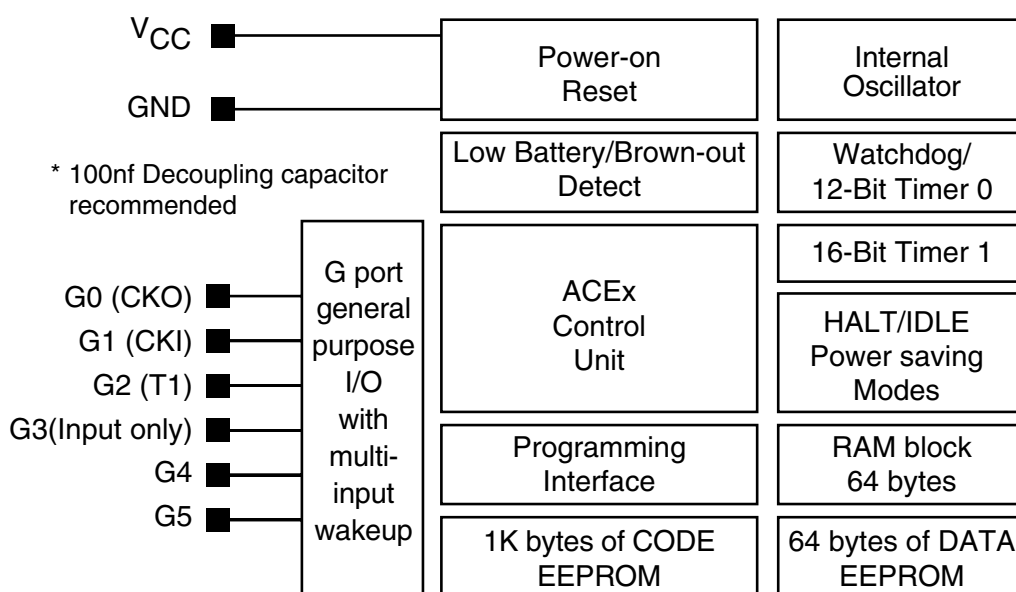 VCC
GND
* 100nf Decoupling capacitor
recommended
G0 (CKO)
G1 (CKI)
G2 (T1)
G3(Input only)
G4
G5
G port
general
purpose
I/O
with
multi-
input
wakeup
Power-on
Reset
Internal
Oscillator
Low Battery/Brown-out
Detect
Watchdog/
12-Bit Timer 0
ACEx
Control
Unit
16-Bit Timer 1
HALT/IDLE
Power saving
Modes
Programming
Interface
RAM block
64 bytes
1K bytes of CODE
EEPROM
64 bytes of DATA
EEPROM